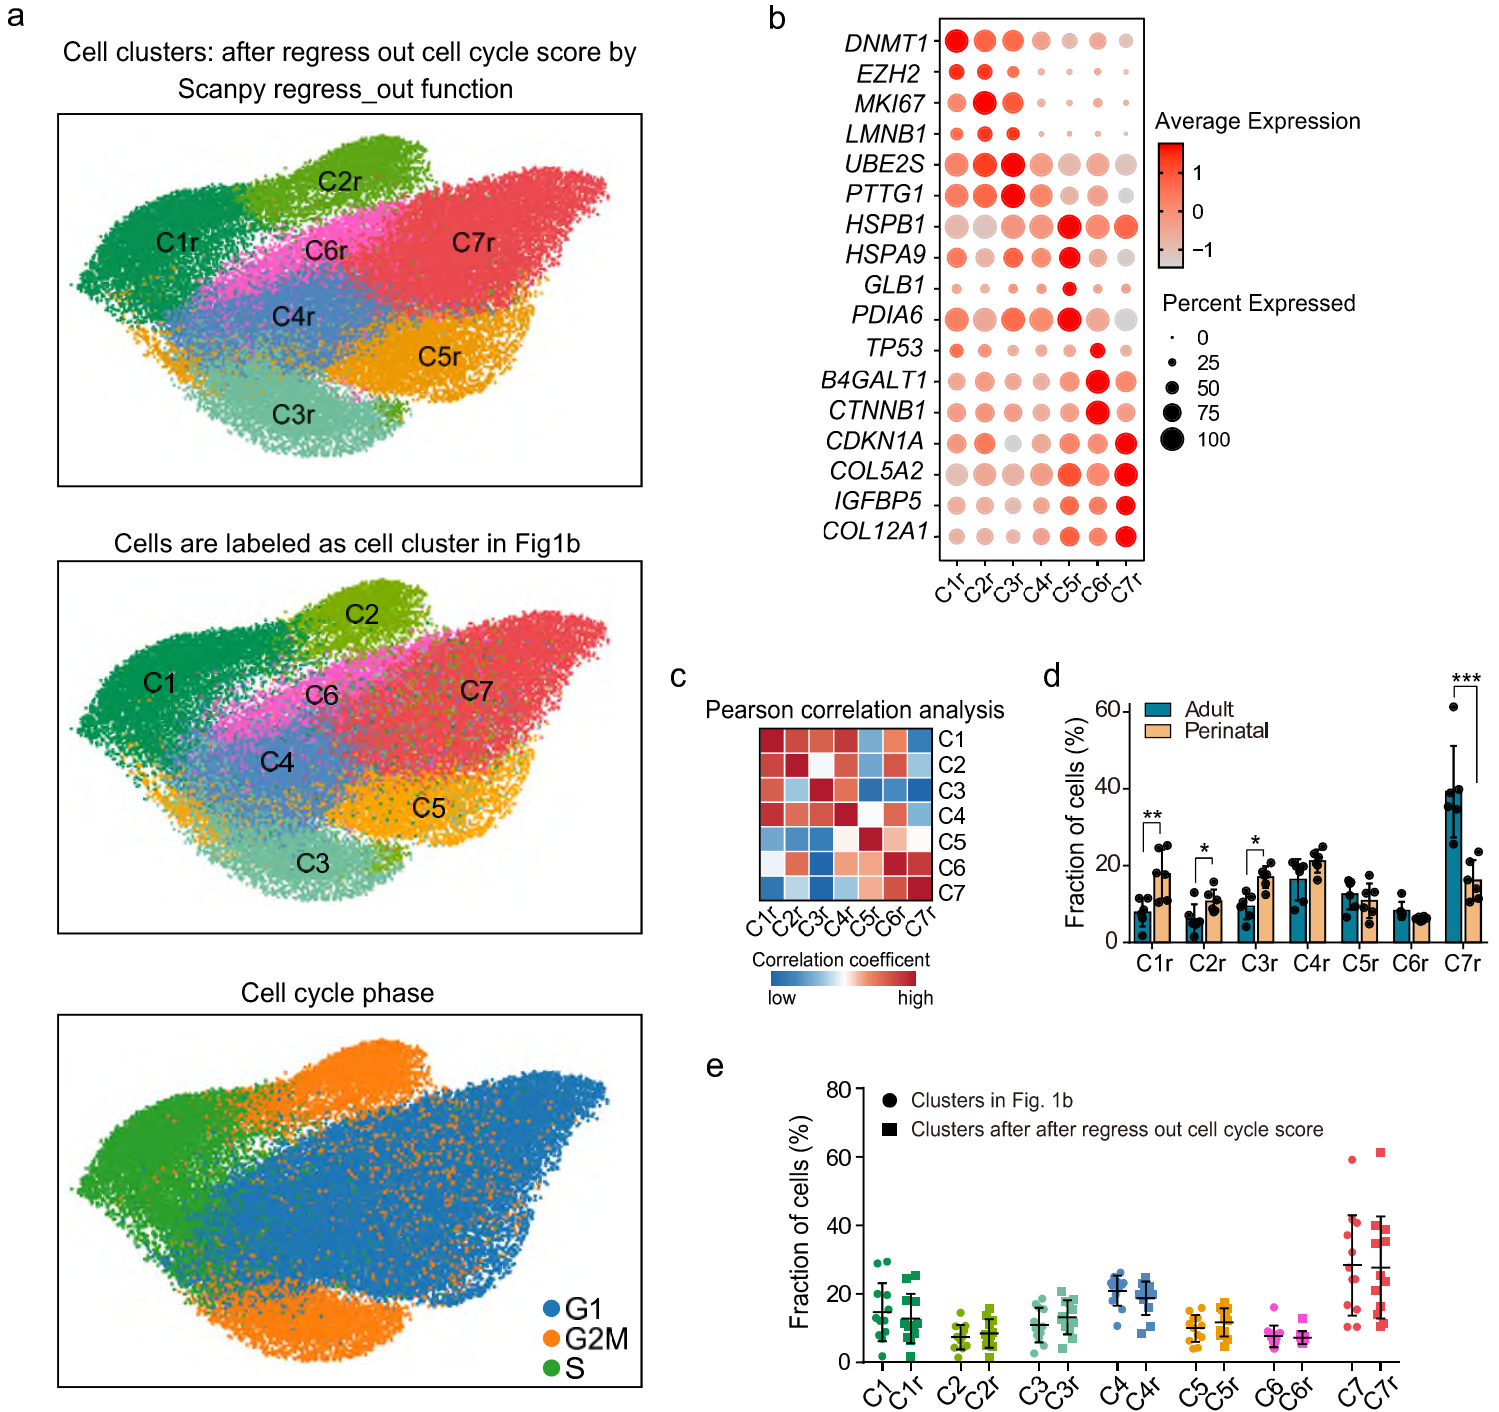 a
Cell clusters: after regress out cell cycle score by
Scanpy regress_out function
C1r
C2r
C6r
C7r
C4r
C5r
C3r
Cells are labeled as cell cluster in Fig1b
C1
C2
C6
C7
C4
C5
C3
Cell cycle phase
G1
G2M
S
b
DNMT1
EZH2
MKI67
LMNB1
UBE2S
PTTG1
HSPB1
HSPA9
GLB1
PDIA6
TP53
B4GALT1
CTNNB1
CDKN1A
COL5A2
IGFBP5
COL12A1
C1r C2r C3r C4r C5r C6r C7r
Average Expression
1
0
−1
Percent Expressed
0
25
50
75
100
c
Pearson correlation analysis
C1
C2
C3
C4
C5
C6
C7
C1r C2r C3r C4r C5r C6r C7r
Correlation coefficent
low high
d
Fraction of cells (%)
60
40
20
0
Adult
Perinatal
** * * ***
C1r C2r C3r C4r C5r C6r C7r
e
Fraction of cells (%)
80
60
40
20
0
Clusters in Fig. 1b
Clusters after after regress out cell cycle score
C1 C1r C2 C2r C3 C3r C4 C4r C5 C5r C6 C6r C7 C7r